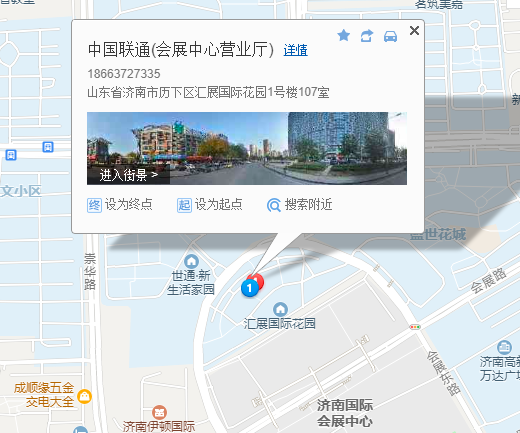 名筑美嘉
中国联通(会展中心营业厅)
详情
18663727335
山东省济南市历下区汇展国际花园1号楼107室
进入街景 >
终 设为终点
起 设为起点
搜索附近
文小区
盛世花城
崇华路
世通·新
生活家园
会展路
1
汇展国际花园
会展东路
济南高新
万达广场
成顺缘五金
交电大全
济南国际
会展中心
济南伊顿国际